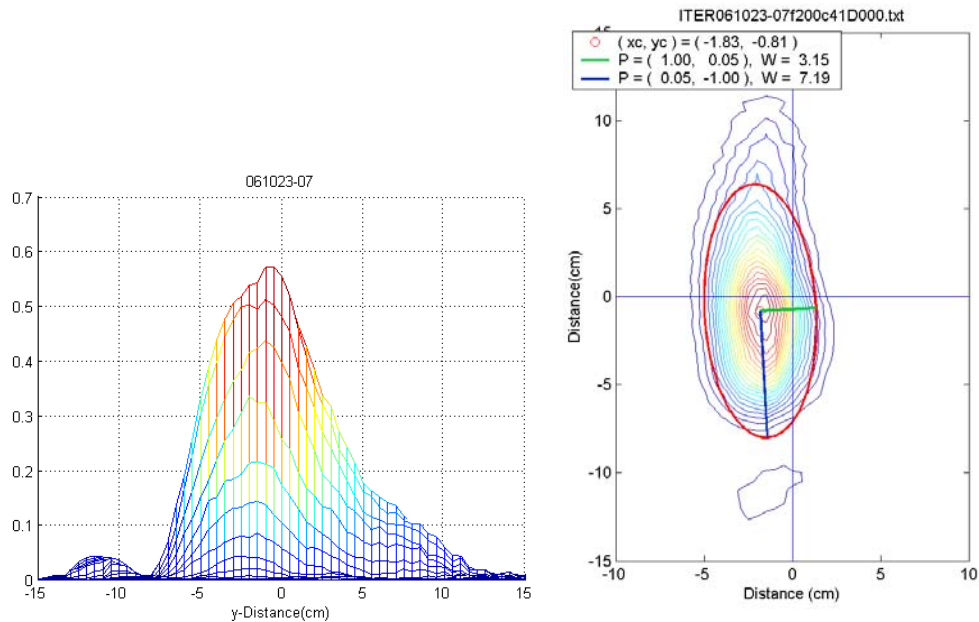 061023-07
0.7
0.6
0.5
0.4
0.3
0.2
0.1
0
-15 -10 -5 0 5 10 15
y-Distance(cm)
ITER061023-07f200c41D000.txt
( xc, yc ) = ( -1.83, -0.81 )
P = ( 1.00, 0.05 ), W = 3.15
P = ( 0.05, -1.00 ), W = 7.19
10
5
0
-5
-10
-15
Distance(cm)
-10 -5 0 5 10
Distance (cm)